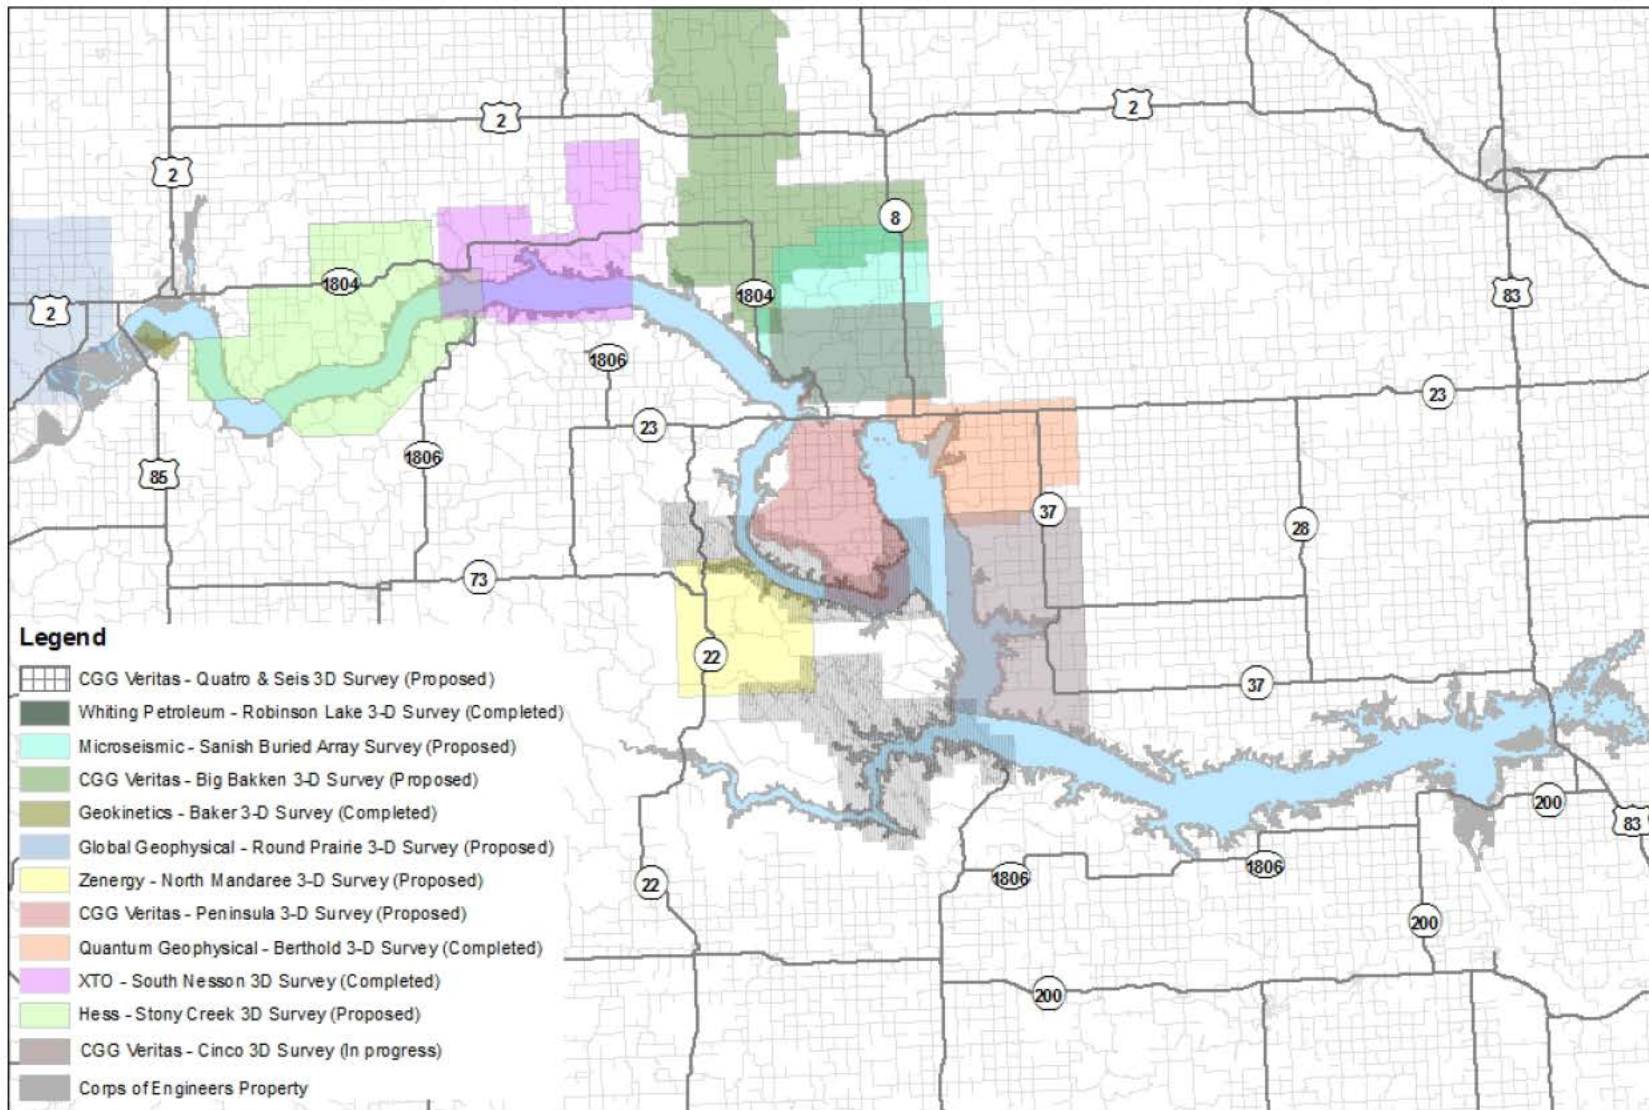 2
2
2
8
1804
2
83
1804
1806
23
23
1806
85
37
28
73
22
37
Legend
CGG Veritas - Quatro & Seis 3D Survey (Proposed)
Whiting Petroleum - Robinson Lake 3-D Survey (Completed)
Microseismic - Sanish Buried Array Survey (Proposed)
CGG Veritas - Big Bakken 3-D Survey (Proposed)
Geokinetics - Baker 3-D Survey (Completed)
Global Geophysical - Round Prairie 3-D Survey (Proposed)
Zenergy - North Mandaree 3-D Survey (Proposed)
CGG Veritas - Peninsula 3-D Survey (Proposed)
Quantum Geophysical - Berthold 3-D Survey (Completed)
XTO - South Nesson 3D Survey (Completed)
Hess - Stony Creek 3D Survey (Proposed)
CGG Veritas - Cinco 3D Survey (In progress)
Corps of Engineers Property
200
83
1806
1806
22
200
200